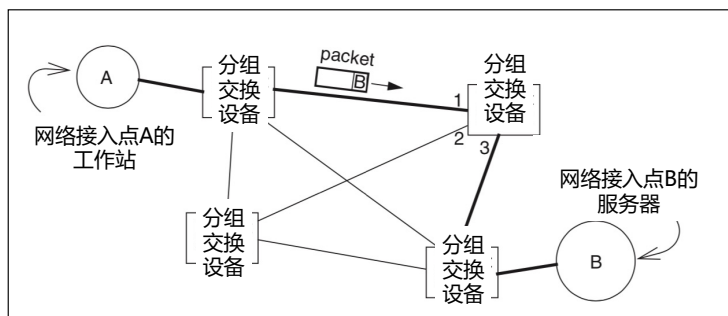 packet
B
A
分组
交换
设备
1
2
3
分组
交换
设备
网络接入点A的
工作站
网络接入点B的
服务器
分组
交换
设备
分组
交换
设备
B